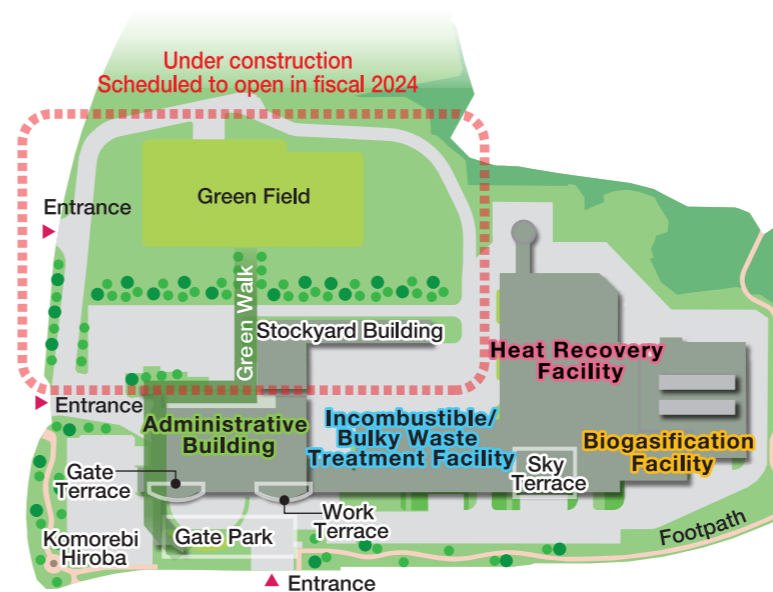 Under construction
Scheduled to open in fiscal 2024
Entrance
Green Field
Green Walk
Stockyard Building
Heat Recovery
Facility
Entrance
Administrative
Building
Incombustible/
Bulky Waste
Treatment Facility
Biogasification
Facility
Sky
Terrace
Gate
Terrace
Work
Terrace
Komorebi
Hiroba
Gate Park
Footpath
Entrance